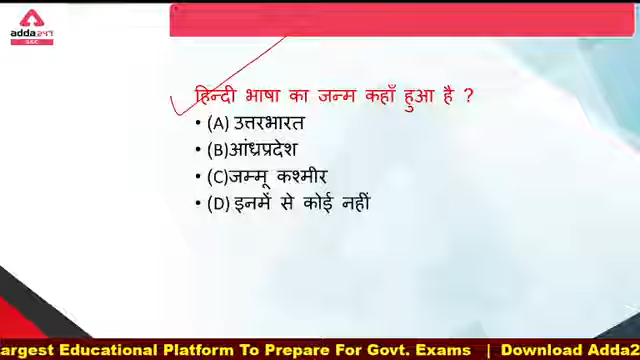 adda247
SSC
हिन्दी भाषा का जन्म कहाँ हुआ है ?
• (A) उत्तरभारत
• (B)आंध्रप्रदेश
• (C)जम्मू कश्मीर
• (D) इनमें से कोई नहीं
argest Educational Platform To Prepare For Govt. Exams | Download Adda2